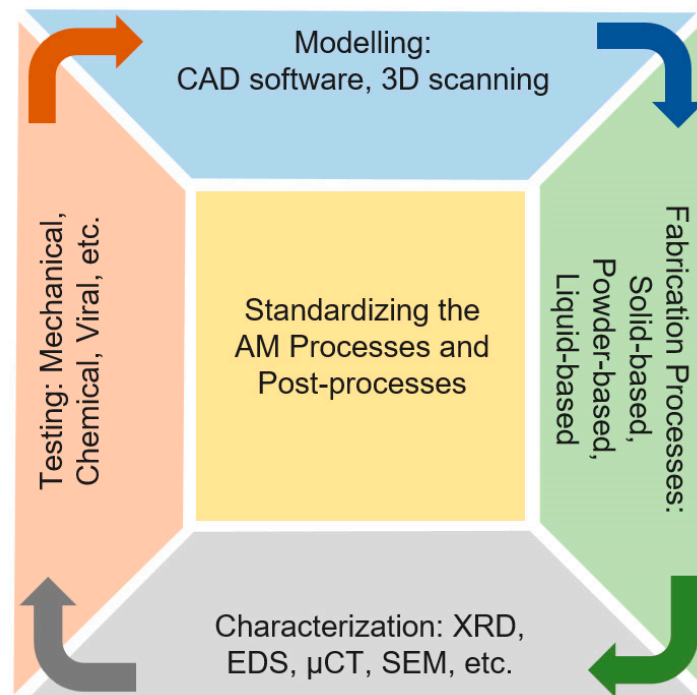 Modelling:
CAD software, 3D scanning
Fabrication Processes:
Solid-based,
Powder-based,
Liquid-based
Standardizing the
AM Processes and
Post-processes
Testing: Mechanical,
Chemical, Viral, etc.
Characterization: XRD,
EDS, µCT, SEM, etc.